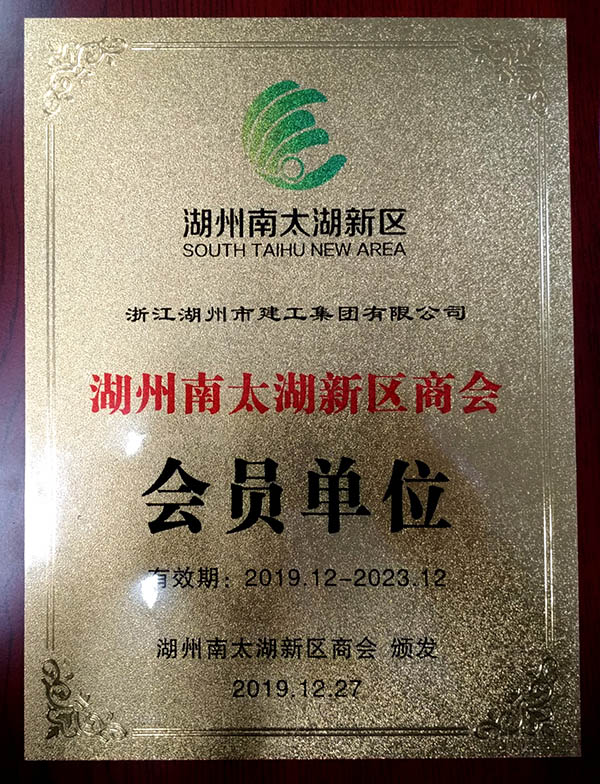 湖州南太湖新区
SOUTH TAIHU NEW AREA
浙江湖州市建工集团有限公司
湖州南太湖新区商会
会员单位
有效期：2019.12-2023.12
湖州南太湖新区商会 颁发
2019.12.27